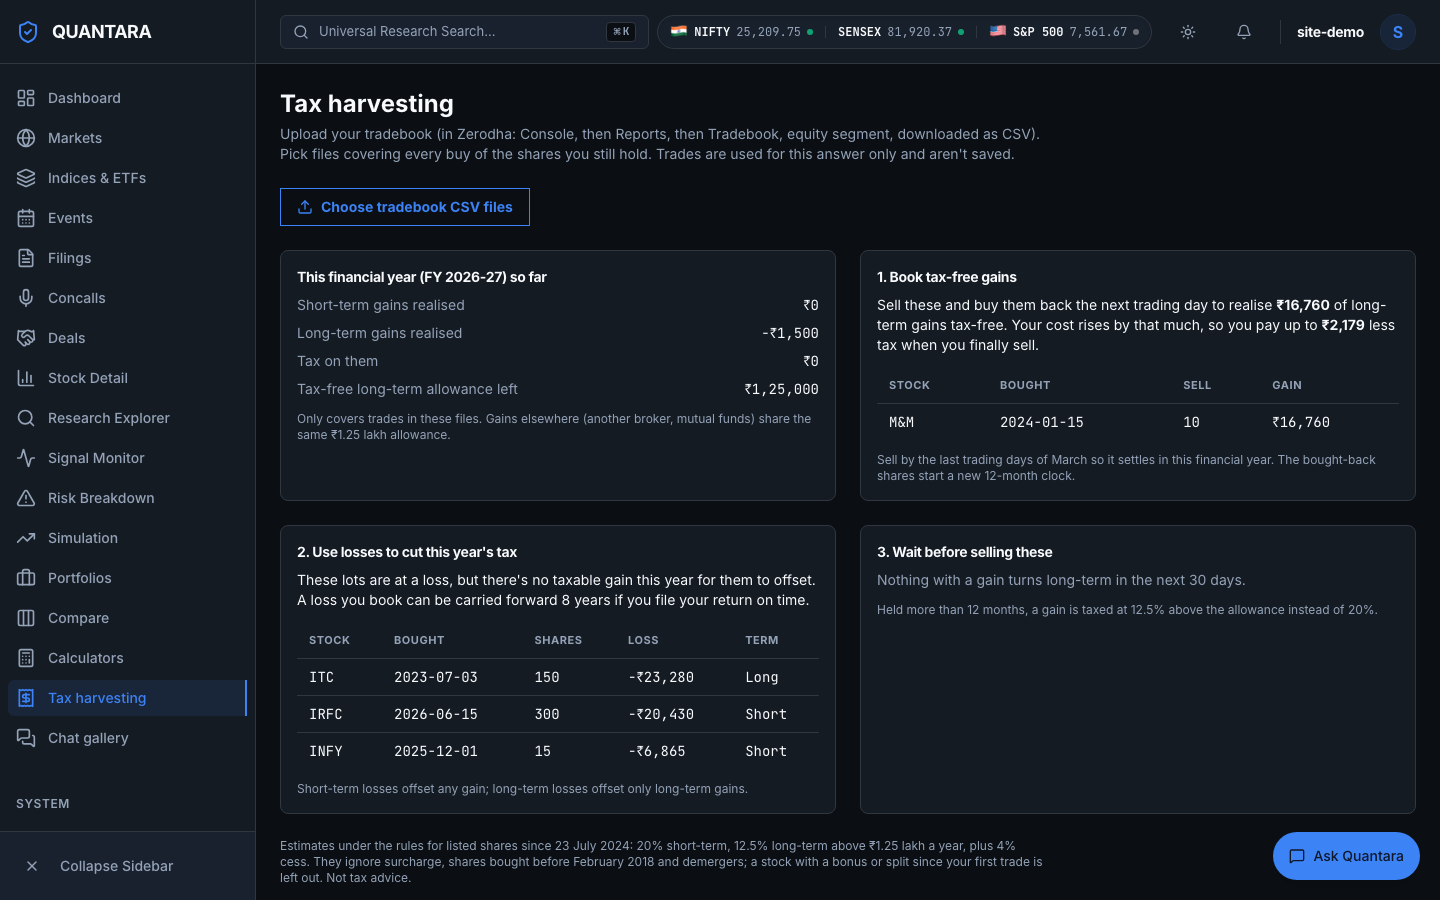 QUANTARA
Universal Research Search...
⌘K
NIFTY 25,209.75
SENSEX 81,920.37
S&P 500 7,561.67
site-demo
S
Dashboard
Markets
Indices & ETFs
Events
Filings
Concalls
Deals
Stock Detail
Research Explorer
Signal Monitor
Risk Breakdown
Simulation
Portfolios
Compare
Calculators
Tax harvesting
Chat gallery
SYSTEM
Collapse Sidebar
Tax harvesting
Upload your tradebook (in Zerodha: Console, then Reports, then Tradebook, equity segment, downloaded as CSV).
Pick files covering every buy of the shares you still hold. Trades are used for this answer only and aren't saved.
Choose tradebook CSV files
This financial year (FY 2026-27) so far
Short-term gains realised ₹0
Long-term gains realised -₹1,500
Tax on them ₹0
Tax-free long-term allowance left ₹1,25,000
Only covers trades in these files. Gains elsewhere (another broker, mutual funds) share the
same ₹1.25 lakh allowance.
1. Book tax-free gains
Sell these and buy them back the next trading day to realise ₹16,760 of long-
term gains tax-free. Your cost rises by that much, so you pay up to ₹2,179 less
tax when you finally sell.
STOCK BOUGHT SELL GAIN
M&M 2024-01-15 10 ₹16,760
Sell by the last trading days of March so it settles in this financial year. The bought-back
shares start a new 12-month clock.
2. Use losses to cut this year's tax
These lots are at a loss, but there's no taxable gain this year for them to offset.
A loss you book can be carried forward 8 years if you file your return on time.
STOCK BOUGHT SHARES LOSS TERM
ITC 2023-07-03 150 -₹23,280 Long
IRFC 2026-06-15 300 -₹20,430 Short
INFY 2025-12-01 15 -₹6,865 Short
Short-term losses offset any gain; long-term losses offset only long-term gains.
3. Wait before selling these
Nothing with a gain turns long-term in the next 30 days.
Held more than 12 months, a gain is taxed at 12.5% above the allowance instead of 20%.
Estimates under the rules for listed shares since 23 July 2024: 20% short-term, 12.5% long-term above ₹1.25 lakh a year, plus 4%
cess. They ignore surcharge, shares bought before February 2018 and demergers; a stock with a bonus or split since your first trade is
left out. Not tax advice.
Ask Quantara